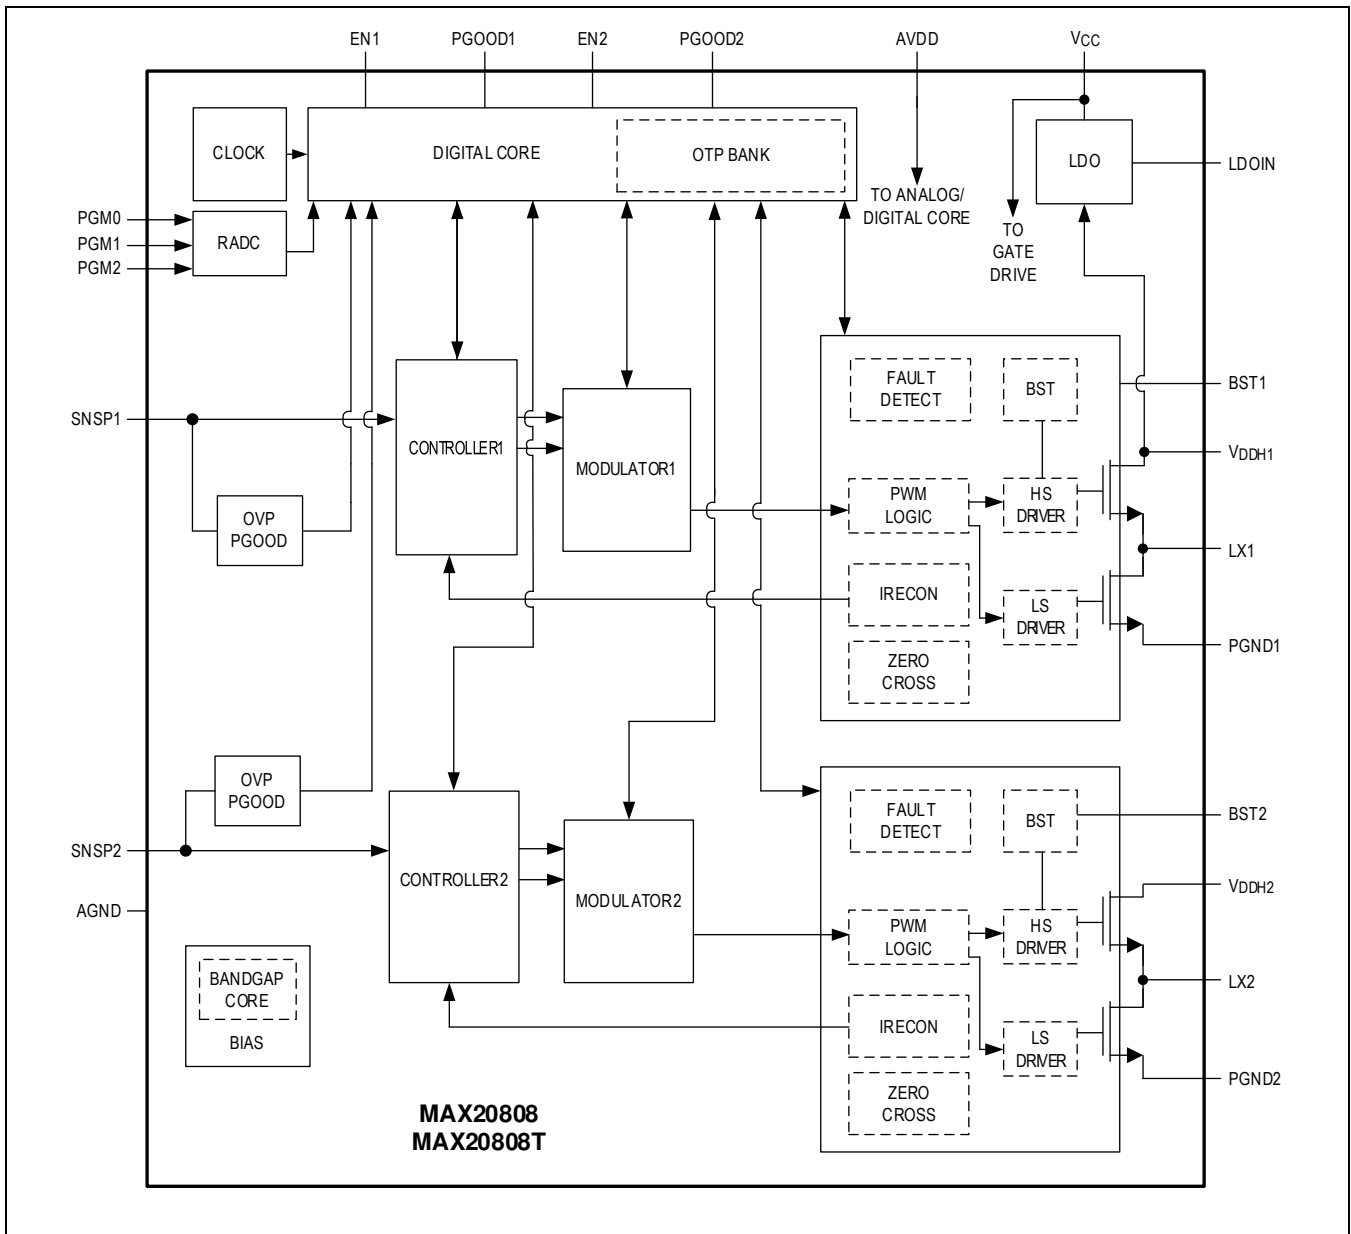 EN1 PGOOD1 EN2 PGOOD2 AVDD VCC
CLOCK
DIGITAL CORE
OTP BANK
LDO
LDOIN
TO ANALOG/
DIGITAL CORE
TO
GATE
DRIVE
PGM0
PGM1
PGM2
RADC
FAULT
DETECT
BST
BST1
SNSP1
CONTROLLER1
MODULATOR1
VDDH1
OVP
PGOOD
PWM
LOGIC
HS
DRIVER
LX1
IRECON
LS
DRIVER
PGND1
ZERO
CROSS
OVP
PGOOD
FAULT
DETECT
BST
BST2
SNSP2
CONTROLLER2
MODULATOR2
VDDH2
AGND
PWM
LOGIC
HS
DRIVER
LX2
BANDGAP
CORE
BIAS
IRECON
LS
DRIVER
PGND2
ZERO
CROSS
MAX20808
MAX20808T